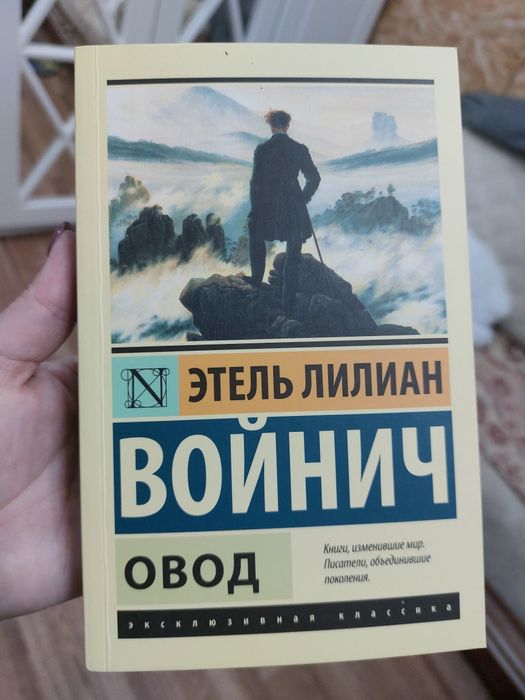 N
ЭТЕЛЬ ЛИЛИАН
ВОЙНИЧ
ОВОД
Книги, изменившие мир.
Писатели, объединившие
поколения.
эксклюзивная классика